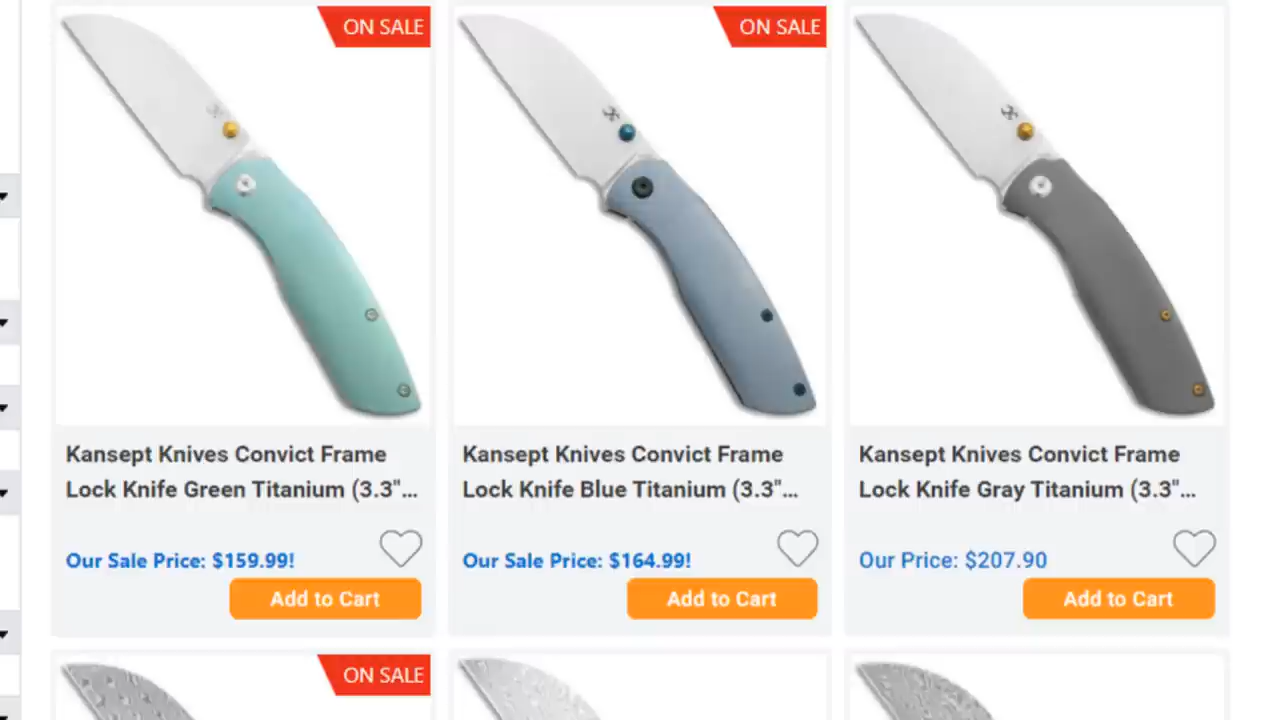 ON SALE
ON SALE
Kansept Knives Convict Frame
Lock Knife Green Titanium (3.3"...
Our Sale Price: $159.99!
Add to Cart
Kansept Knives Convict Frame
Lock Knife Blue Titanium (3.3"...
Our Sale Price: $164.99!
Add to Cart
Kansept Knives Convict Frame
Lock Knife Gray Titanium (3.3"...
Our Price: $207.90
Add to Cart
ON SALE